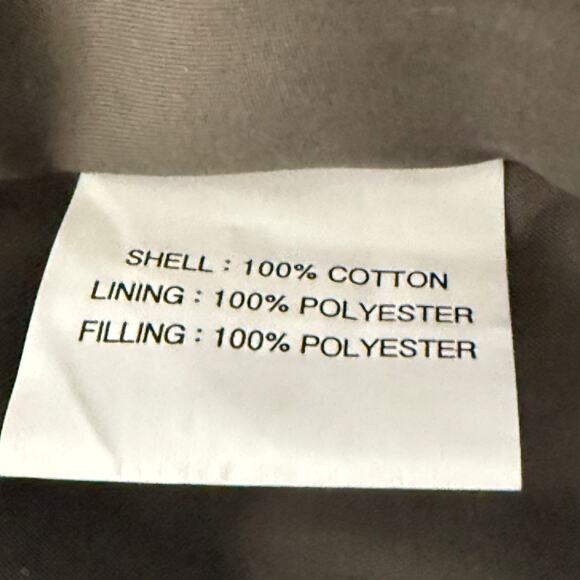 SHELL : 100% COTTON
LINING : 100% POLYESTER
FILLING : 100% POLYESTER